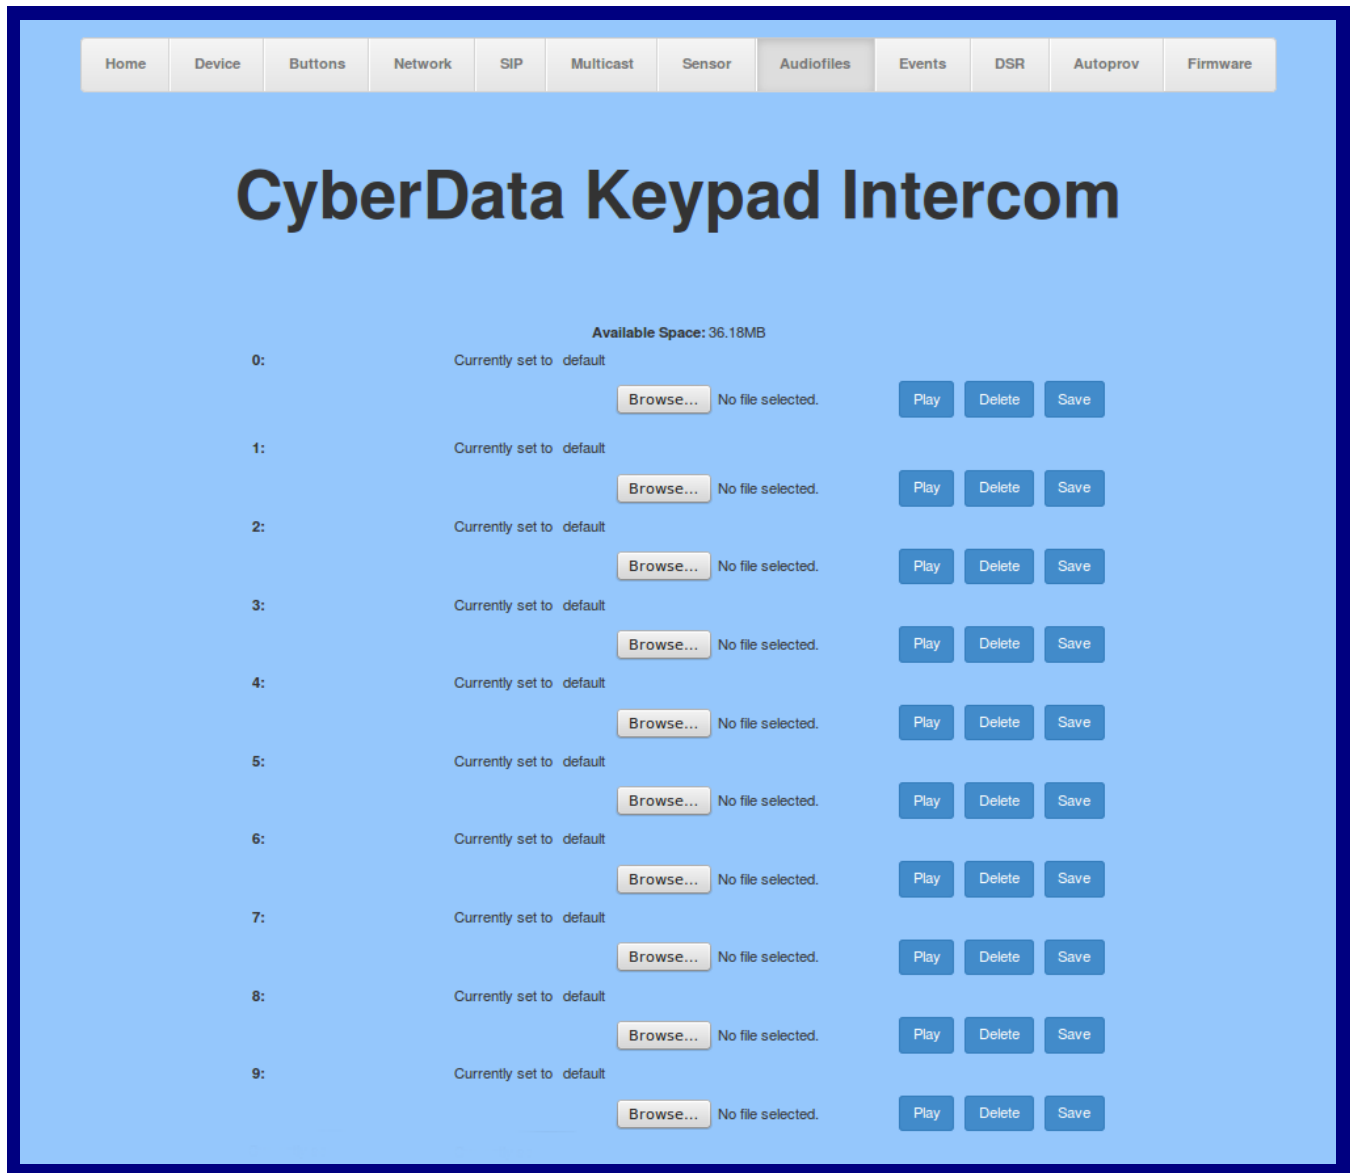 Home Device Buttons Network SIP Multicast Sensor Audiofiles Events DSR Autoprov Firmware
CyberData Keypad Intercom
Available Space: 36.18MB
0: Currently set to default
Browse... No file selected. Play Delete Save
1: Currently set to default
Browse... No file selected. Play Delete Save
2: Currently set to default
Browse... No file selected. Play Delete Save
3: Currently set to default
Browse... No file selected. Play Delete Save
4: Currently set to default
Browse... No file selected. Play Delete Save
5: Currently set to default
Browse... No file selected. Play Delete Save
6: Currently set to default
Browse... No file selected. Play Delete Save
7: Currently set to default
Browse... No file selected. Play Delete Save
8: Currently set to default
Browse... No file selected. Play Delete Save
9: Currently set to default
Browse... No file selected. Play Delete Save